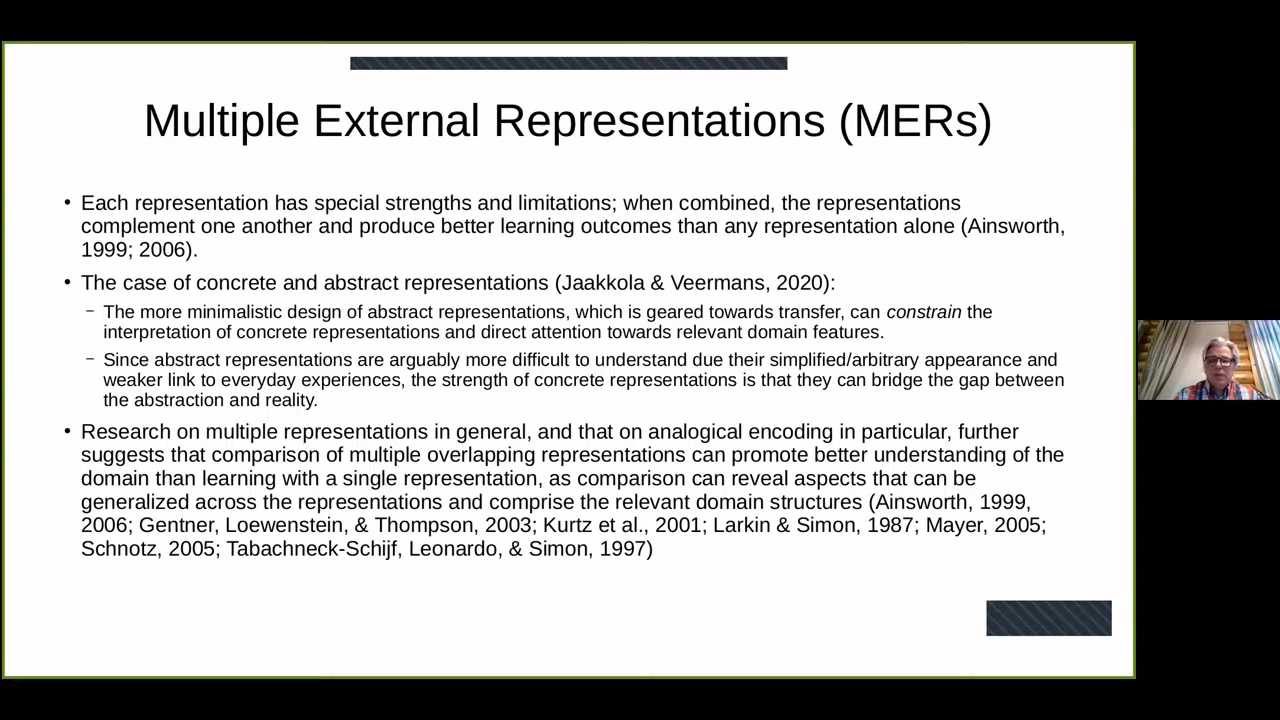 Multiple External Representations (MERs)
• Each representation has special strengths and limitations; when combined, the representations
complement one another and produce better learning outcomes than any representation alone (Ainsworth,
1999; 2006).
• The case of concrete and abstract representations (Jaakkola & Veermans, 2020):
– The more minimalistic design of abstract representations, which is geared towards transfer, can constrain the
interpretation of concrete representations and direct attention towards relevant domain features.
– Since abstract representations are arguably more difficult to understand due their simplified/arbitrary appearance and
weaker link to everyday experiences, the strength of concrete representations is that they can bridge the gap between
the abstraction and reality.
• Research on multiple representations in general, and that on analogical encoding in particular, further
suggests that comparison of multiple overlapping representations can promote better understanding of the
domain than learning with a single representation, as comparison can reveal aspects that can be
generalized across the representations and comprise the relevant domain structures (Ainsworth, 1999,
2006; Gentner, Loewenstein, & Thompson, 2003; Kurtz et al., 2001; Larkin & Simon, 1987; Mayer, 2005;
Schnotz, 2005; Tabachneck-Schijf, Leonardo, & Simon, 1997)